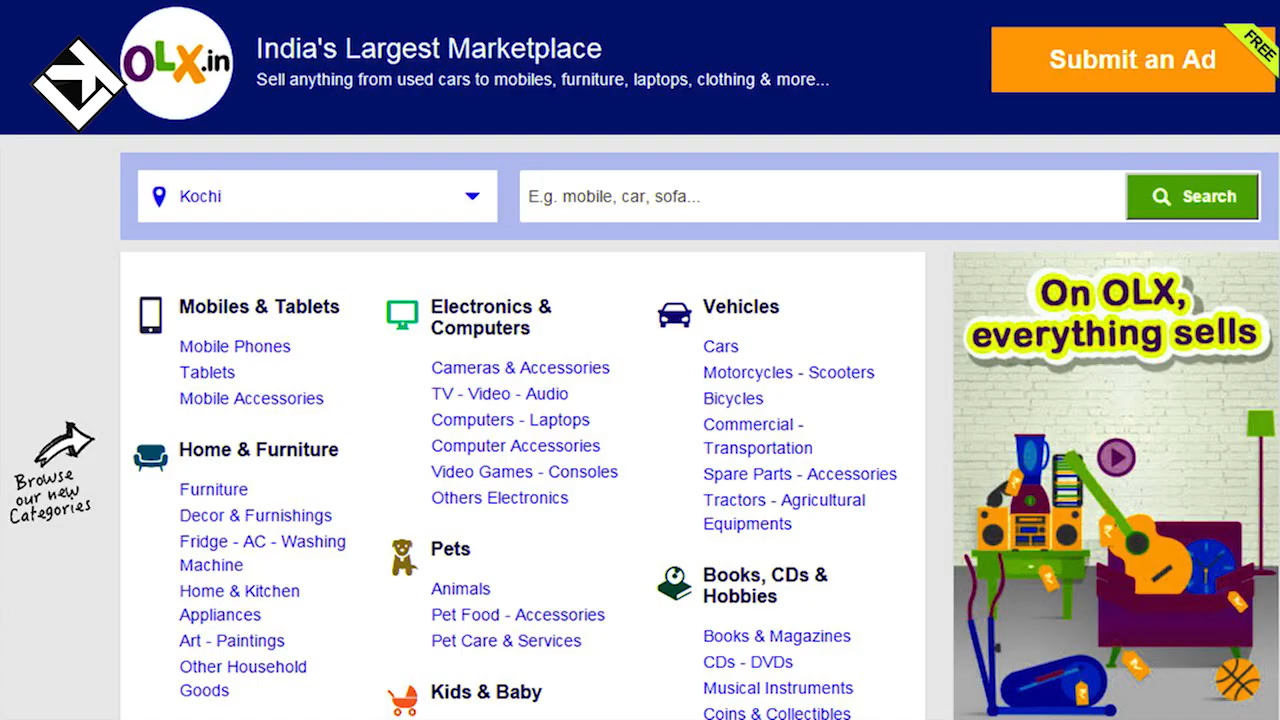 OLX.in
India's Largest Marketplace
Sell anything from used cars to mobiles, furniture, laptops, clothing & more...
Submit an Ad
FREE
Kochi
E.g. mobile, car, sofa...
Search
Browse
our new
Categories
Mobiles & Tablets
Mobile Phones
Tablets
Mobile Accessories
Home & Furniture
Furniture
Decor & Furnishings
Fridge - AC - Washing
Machine
Home & Kitchen
Appliances
Art - Paintings
Other Household
Goods
Electronics &
Computers
Cameras & Accessories
TV - Video - Audio
Computers - Laptops
Computer Accessories
Video Games - Consoles
Others Electronics
Pets
Animals
Pet Food - Accessories
Pet Care & Services
Kids & Baby
Vehicles
Cars
Motorcycles - Scooters
Bicycles
Commercial -
Transportation
Spare Parts - Accessories
Tractors - Agricultural
Equipments
Books, CDs &
Hobbies
Books & Magazines
CDs - DVDs
Musical Instruments
Coins & Collectibles
On OLX,
everything sells